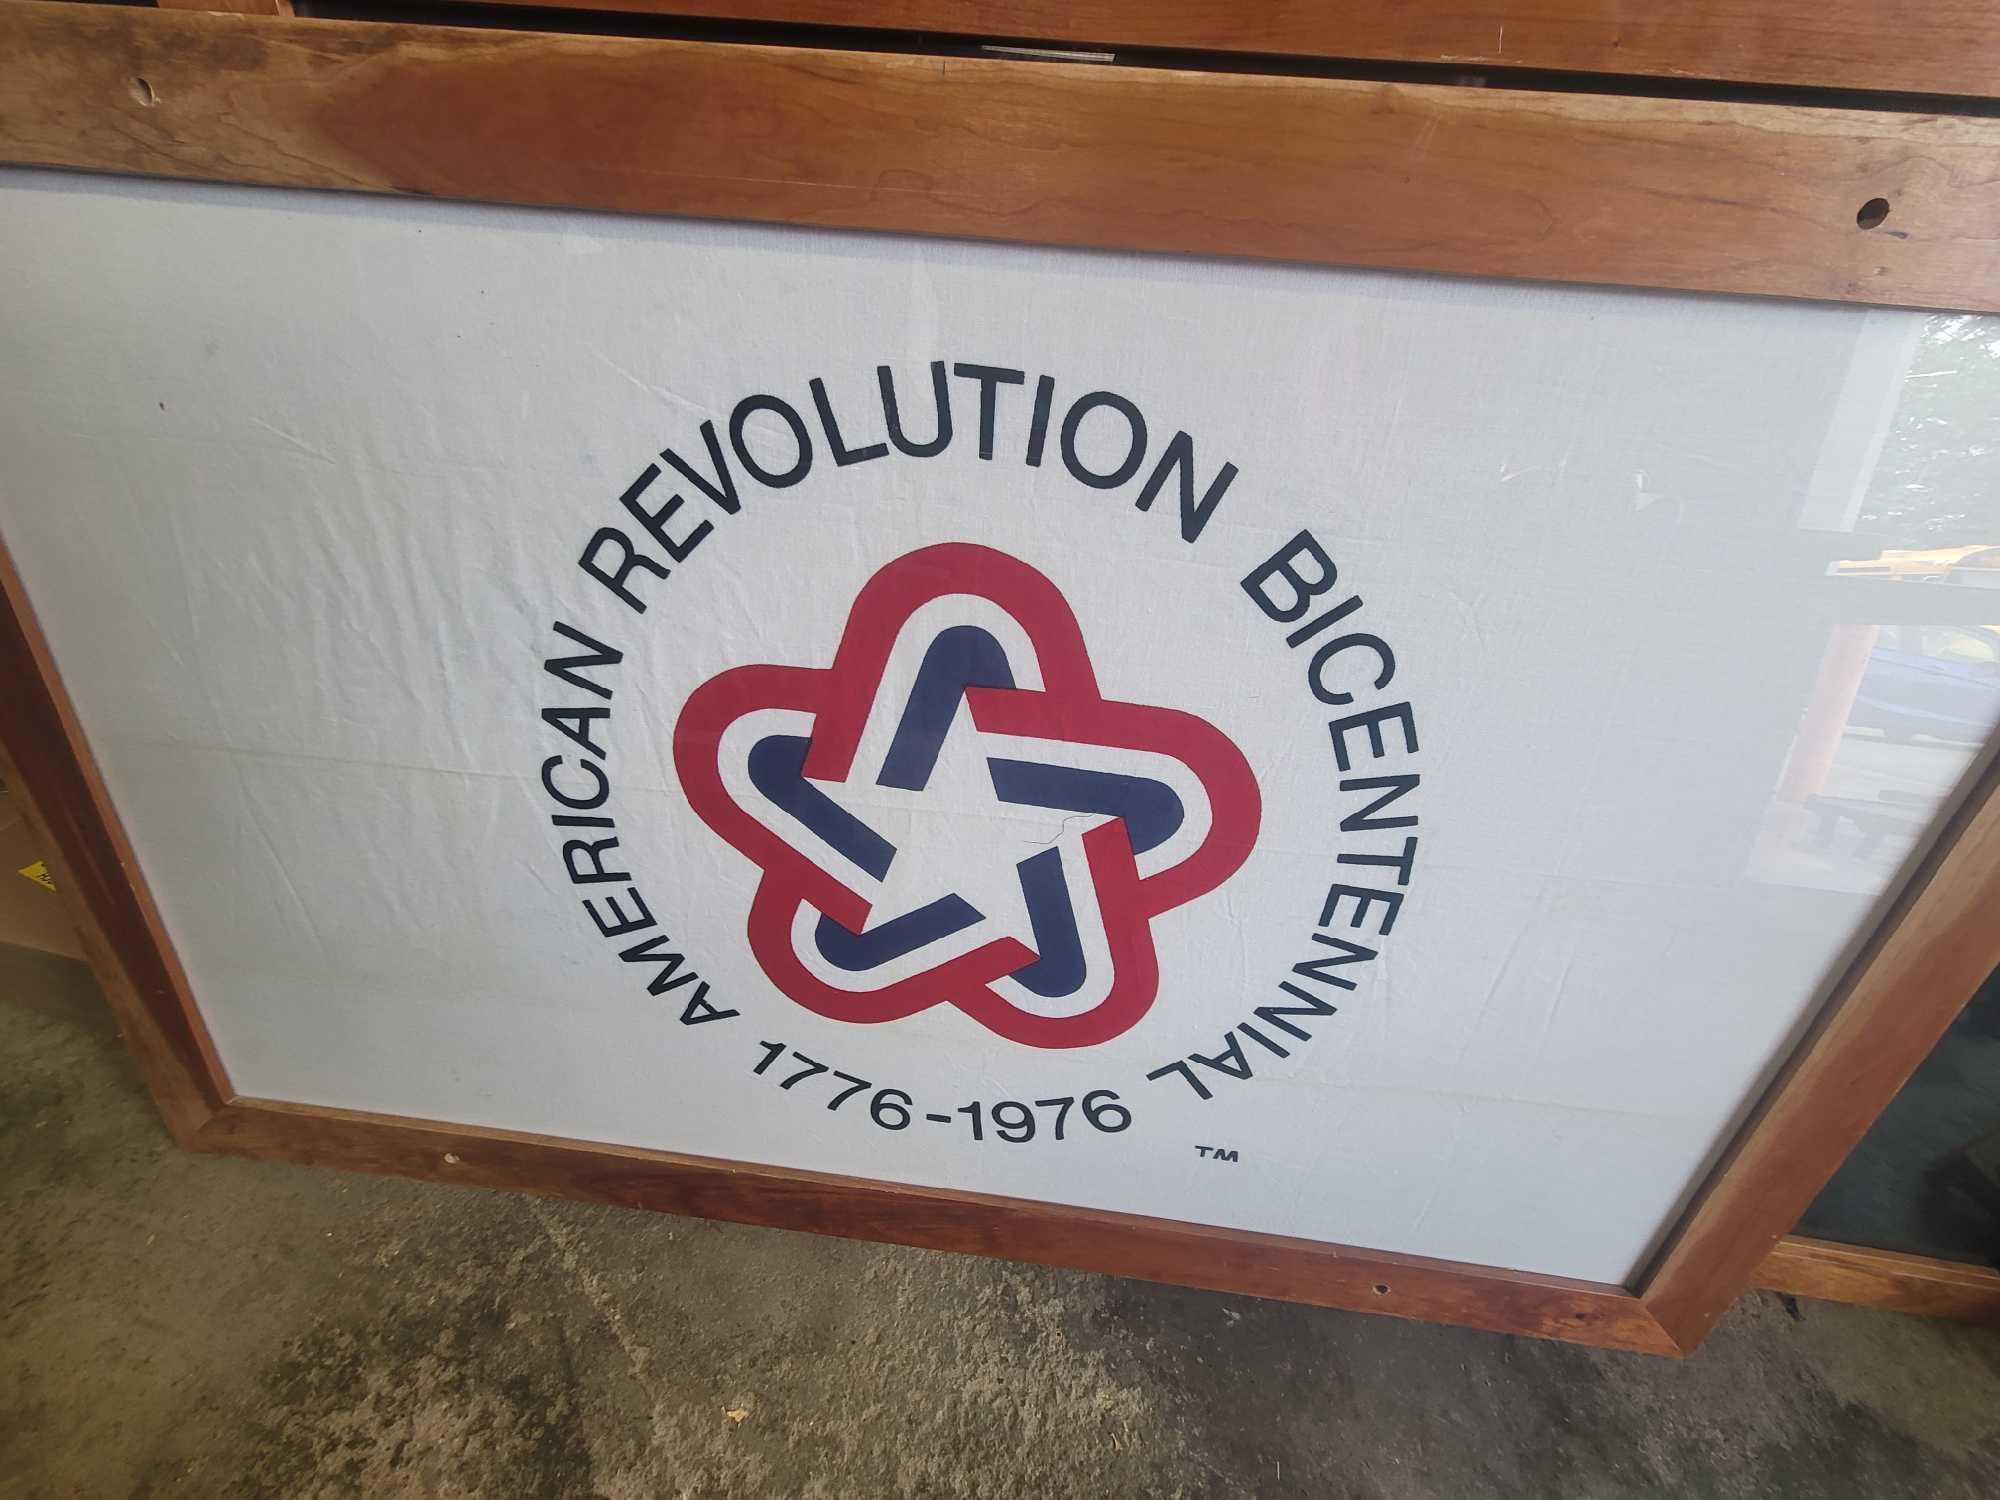 AMERICAN REVOLUTION BICENTENNIAL
1776-1976
TM